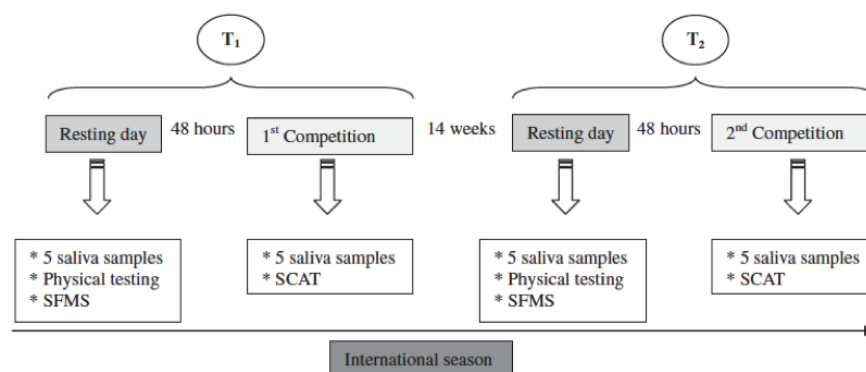 T1 T2
Resting day 48 hours 1st Competition 14 weeks Resting day 48 hours 2nd Competition
* 5 saliva samples
* Physical testing
* SFMS
* 5 saliva samples
* SCAT
* 5 saliva samples
* Physical testing
* SFMS
* 5 saliva samples
* SCAT
International season